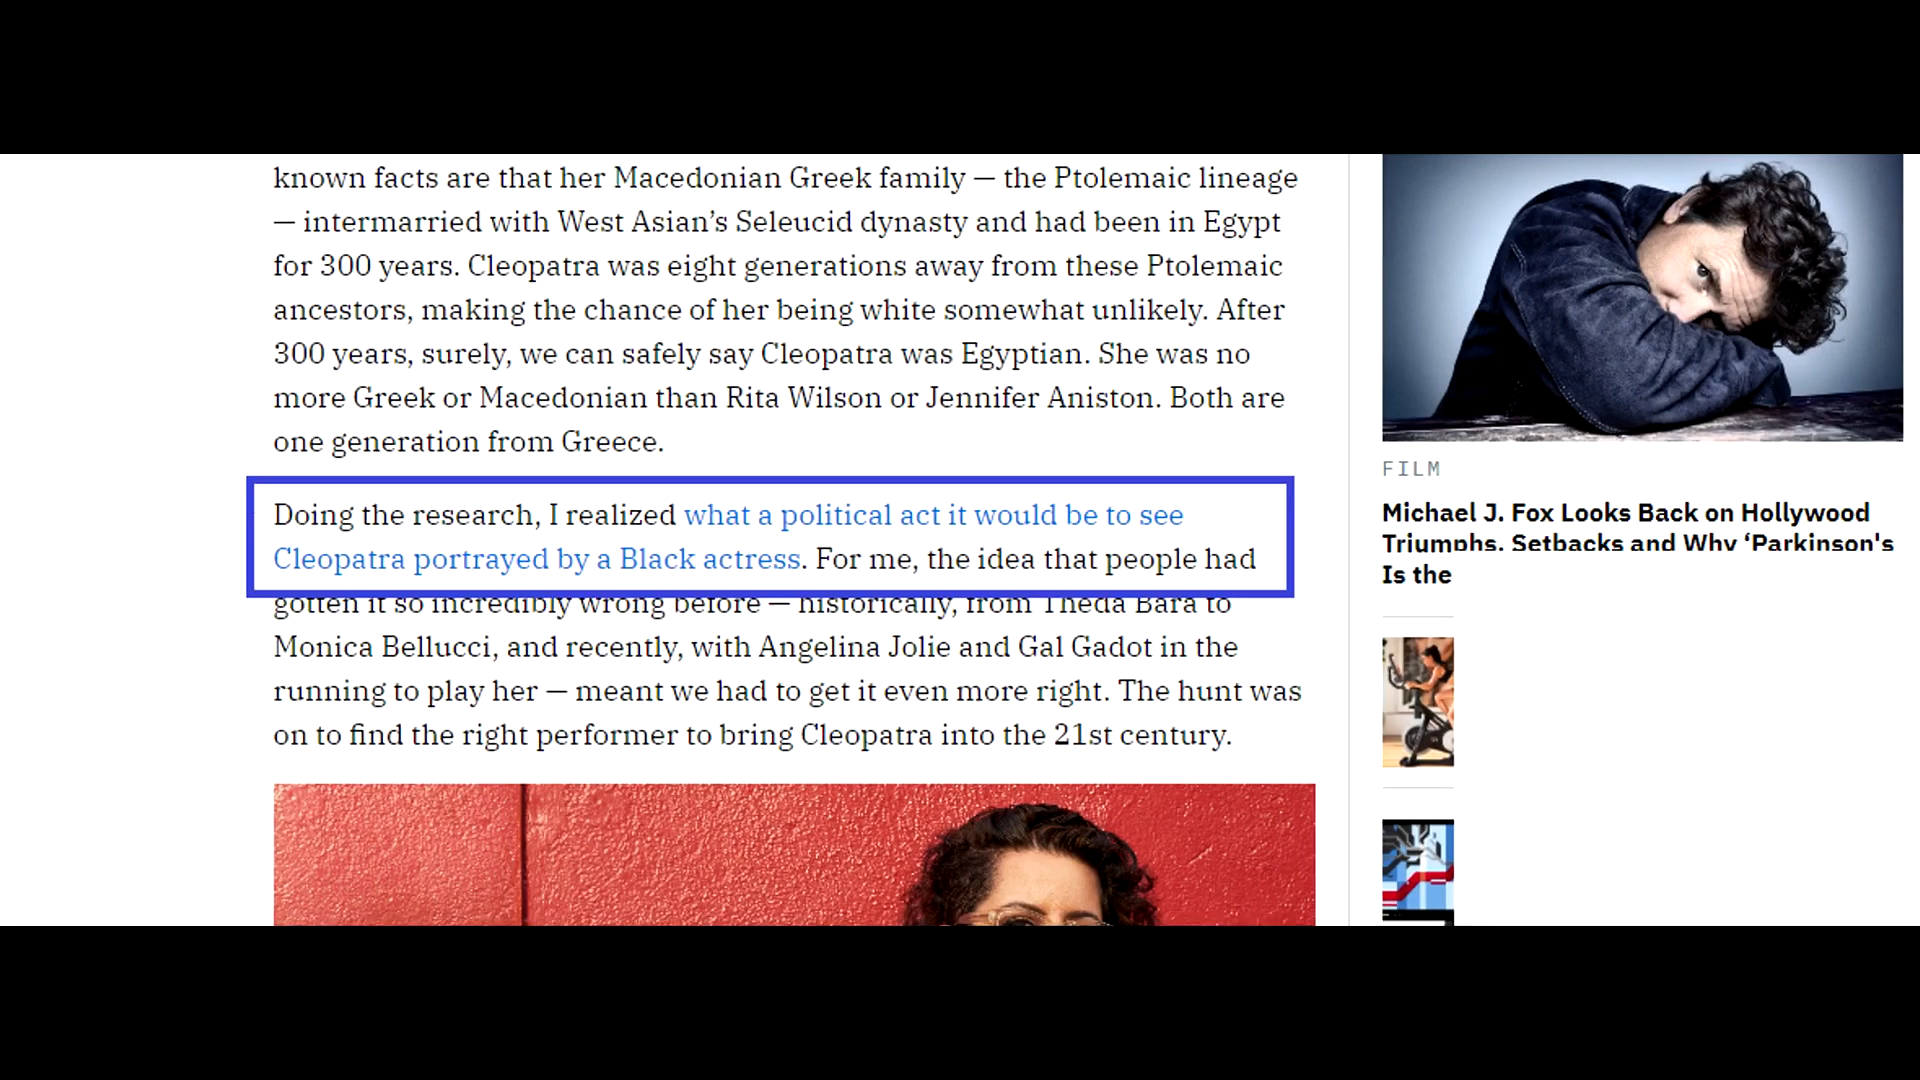 known facts are that her Macedonian Greek family — the Ptolemaic lineage
— intermarried with West Asian’s Seleucid dynasty and had been in Egypt
for 300 years. Cleopatra was eight generations away from these Ptolemaic
ancestors, making the chance of her being white somewhat unlikely. After
300 years, surely, we can safely say Cleopatra was Egyptian. She was no
more Greek or Macedonian than Rita Wilson or Jennifer Aniston. Both are
one generation from Greece.
Doing the research, I realized what a political act it would be to see
Cleopatra portrayed by a Black actress. For me, the idea that people had
gotten it so incredibly wrong before — historically, from Theda Bara to
Monica Bellucci, and recently, with Angelina Jolie and Gal Gadot in the
running to play her — meant we had to get it even more right. The hunt was
on to find the right performer to bring Cleopatra into the 21st century.
FILM
Michael J. Fox Looks Back on Hollywood
Triumphs, Setbacks and Why ‘Parkinson's
Is the